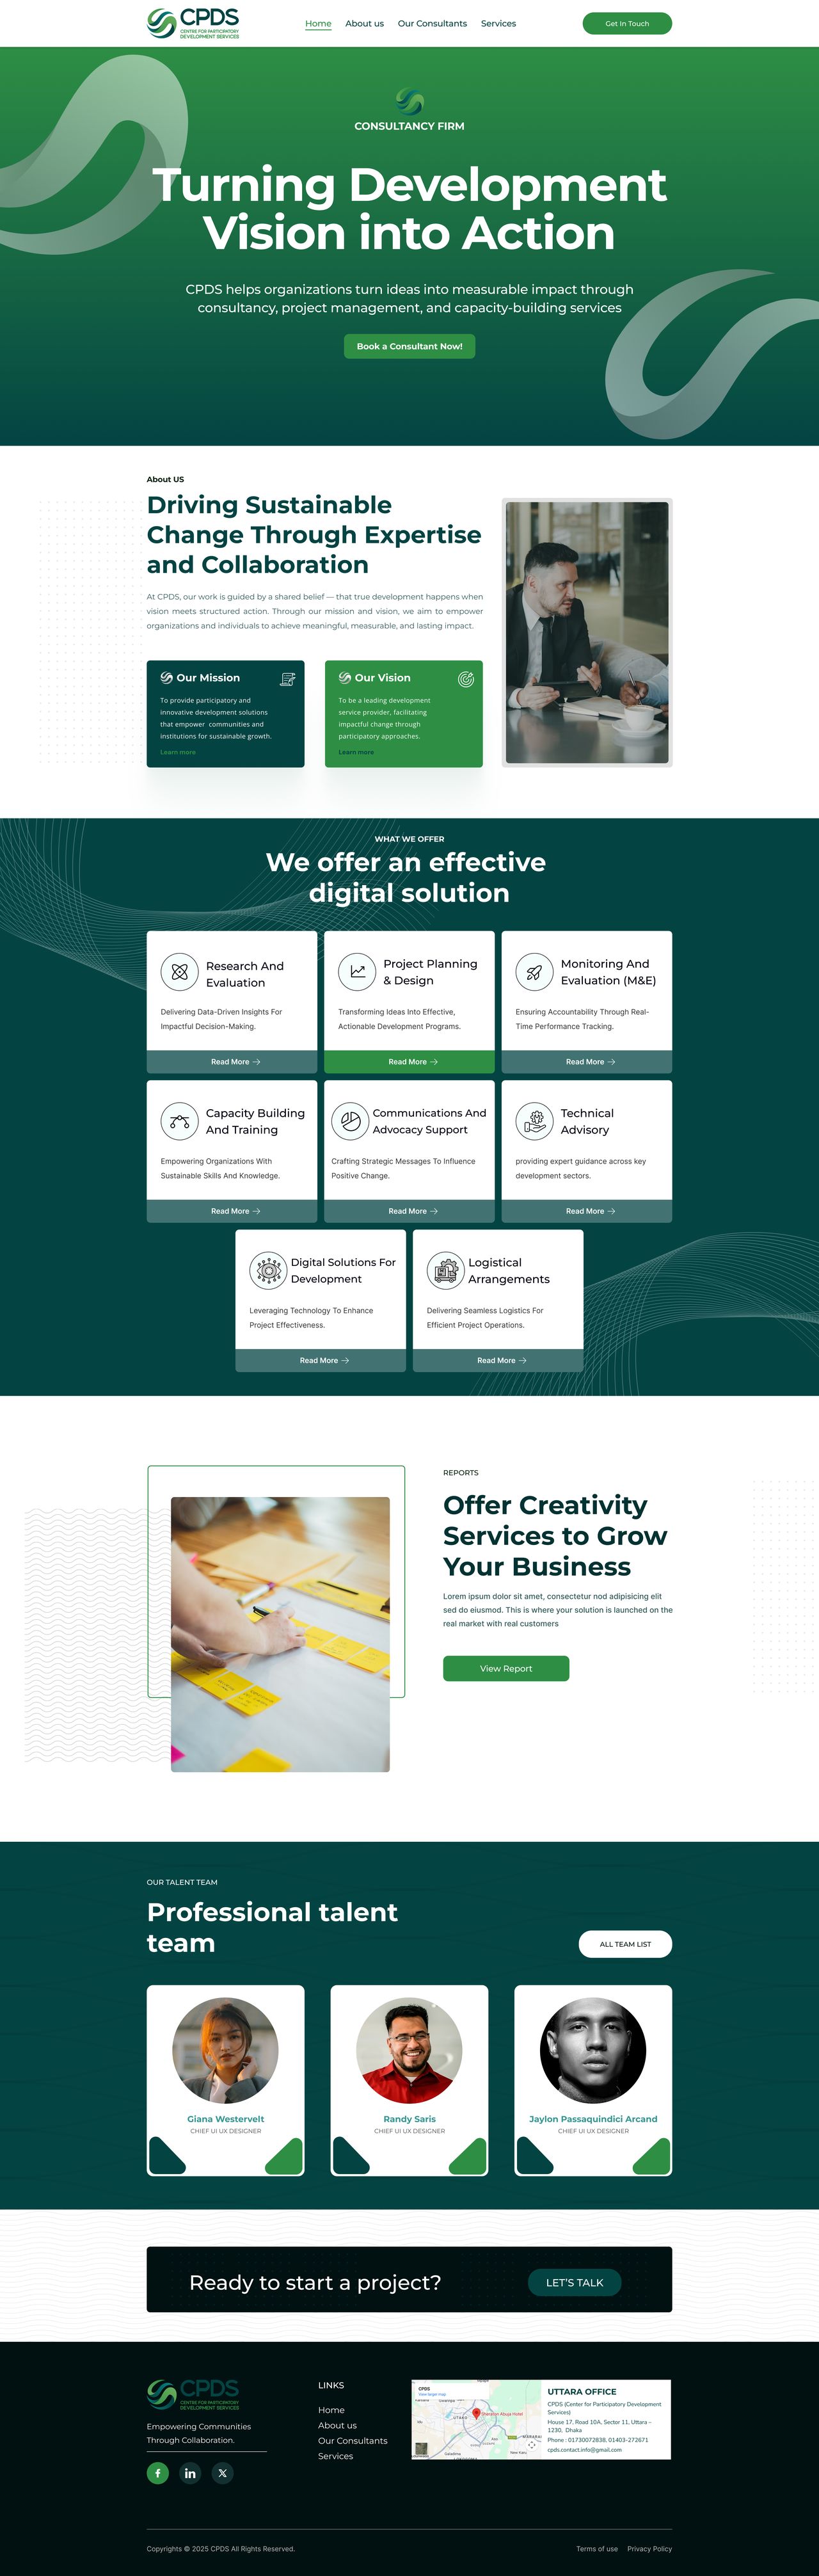 CPDS
CENTRE FOR PARTICIPATORY
DEVELOPMENT SERVICES
Home
About us
Our Consultants
Services
Get In Touch
CONSULTANCY FIRM
Turning Development
Vision into Action
CPDS helps organizations turn ideas into measurable impact through
consultancy, project management, and capacity-building services
Book a Consultant Now!
About US
Driving Sustainable
Change Through Expertise
and Collaboration
At CPDS, our work is guided by a shared belief — that true development happens when
vision meets structured action. Through our mission and vision, we aim to empower
organizations and individuals to achieve meaningful, measurable, and lasting impact.
Our Mission
To provide participatory and
innovative development solutions
that empower communities and
institutions for sustainable growth.
Learn more
Our Vision
To be a leading development
service provider, facilitating
impactful change through
participatory approaches.
Learn more
WHAT WE OFFER
We offer an effective
digital solution
Research And
Evaluation
Delivering Data-Driven Insights For
Impactful Decision-Making.
Read More
Project Planning
& Design
Transforming Ideas Into Effective,
Actionable Development Programs.
Read More
Monitoring And
Evaluation (M&E)
Ensuring Accountability Through Real-
Time Performance Tracking.
Read More
Capacity Building
And Training
Empowering Organizations With
Sustainable Skills And Knowledge.
Read More
Communications And
Advocacy Support
Crafting Strategic Messages To Influence
Positive Change.
Read More
Technical
Advisory
providing expert guidance across key
development sectors.
Read More
Digital Solutions For
Development
Leveraging Technology To Enhance
Project Effectiveness.
Read More
Logistical
Arrangements
Delivering Seamless Logistics For
Efficient Project Operations.
Read More
REPORTS
Offer Creativity
Services to Grow
Your Business
Lorem ipsum dolor sit amet, consectetur nod adipisicing elit
sed do eiusmod. This is where your solution is launched on the
real market with real customers
View Report
OUR TALENT TEAM
Professional talent
team
ALL TEAM LIST
Giana Westervelt
CHIEF UI UX DESIGNER
Randy Saris
CHIEF UI UX DESIGNER
Jaylon Passaquindici Arcand
CHIEF UI UX DESIGNER
Ready to start a project?
LET'S TALK
CPDS
CENTRE FOR PARTICIPATORY
DEVELOPMENT SERVICES
Empowering Communities
Through Collaboration.
LINKS
Home
About us
Our Consultants
Services
CPDS
View larger map
UTTARA OFFICE
CPDS (Center for Participatory Development
Services)
House 17, Road 10A, Sector 11, Uttara –
1230, Dhaka
Phone : 01730072838, 01403-272671
cpds.contact.info@gmail.com
Copyrights © 2025 CPDS All Rights Reserved.
Terms of use
Privacy Policy